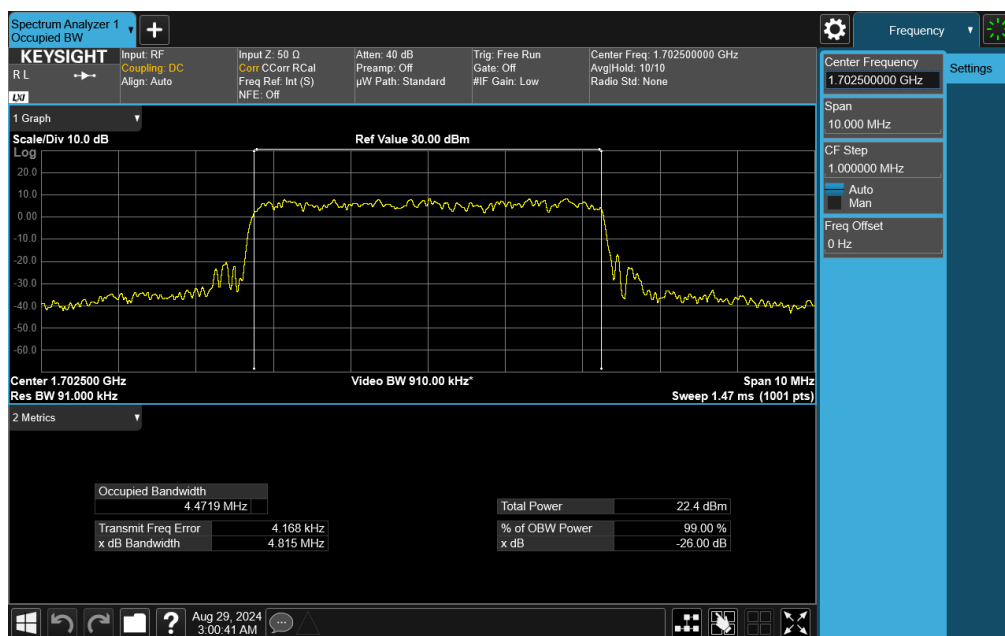 Spectrum Analyzer 1
Occupied BW
Frequency
KEYSIGHT
R L
LXI
Input: RF
Coupling: DC
Align: Auto
Input Z: 50 Ω
Corr CCorr RCal
Freq Ref: Int (S)
NFE: Off
Atten: 40 dB
Preamp: Off
µW Path: Standard
Trig: Free Run
Gate: Off
#IF Gain: Low
Center Freq: 1.702500000 GHz
Avg|Hold: 10/10
Radio Std: None
Center Frequency
1.702500000 GHz
Settings
Span
10.000 MHz
CF Step
1.000000 MHz
Auto
Man
Freq Offset
0 Hz
1 Graph
Scale/Div 10.0 dB
Ref Value 30.00 dBm
Log
20.0
10.0
0.00
-10.0
-20.0
-30.0
-40.0
-50.0
-60.0
Center 1.702500 GHz
Video BW 910.00 kHz*
Span 10 MHz
Res BW 91.000 kHz
Sweep 1.47 ms (1001 pts)
2 Metrics
Occupied Bandwidth
4.4719 MHz
Total Power 22.4 dBm
Transmit Freq Error 4.168 kHz
% of OBW Power 99.00 %
x dB Bandwidth 4.815 MHz
x dB -26.00 dB
?
Aug 29, 2024
3:00:41 AM